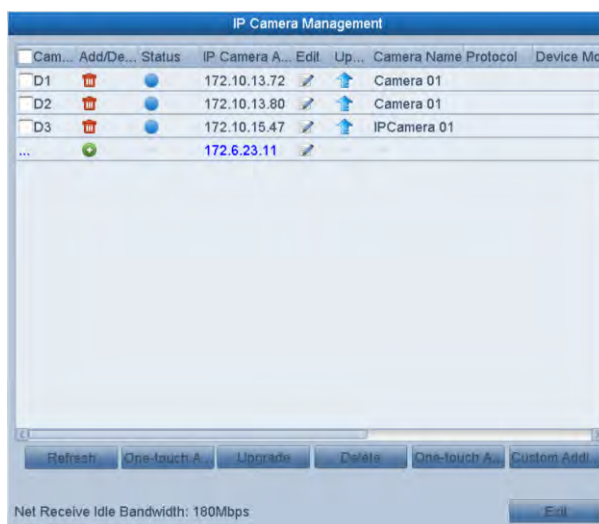 IP Camera Management
Cam... Add/De... Status IP Camera A... Edit Up... Camera Name Protocol Device Mo
D1 172.10.13.72 Camera 01
D2 172.10.13.80 Camera 01
D3 172.10.15.47 IPCamera 01
... 172.6.23.11
Refresh One-touch A... Upgrade Delete One-touch A... Custom Addi...
Net Receive Idle Bandwidth: 180Mbps Exit